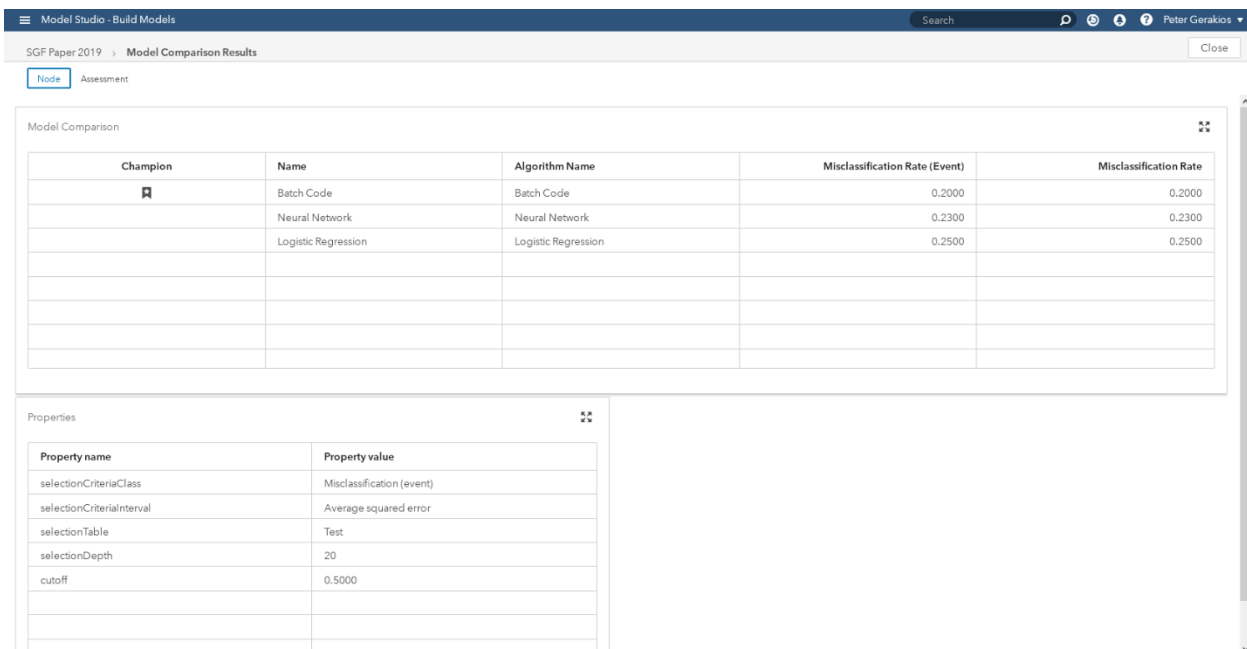 Model Studio - Build Models Search Peter Gerakios
SGF Paper 2019 > Model Comparison Results Close
Node Assessment
Model Comparison
Champion Name Algorithm Name Misclassification Rate (Event) Misclassification Rate
Batch Code Batch Code 0.2000 0.2000
Neural Network Neural Network 0.2300 0.2300
Logistic Regression Logistic Regression 0.2500 0.2500
Properties
Property name Property value
selectionCriteriaClass Misclassification (event)
selectionCriteriaInterval Average squared error
selectionTable Test
selectionDepth 20
cutoff 0.5000